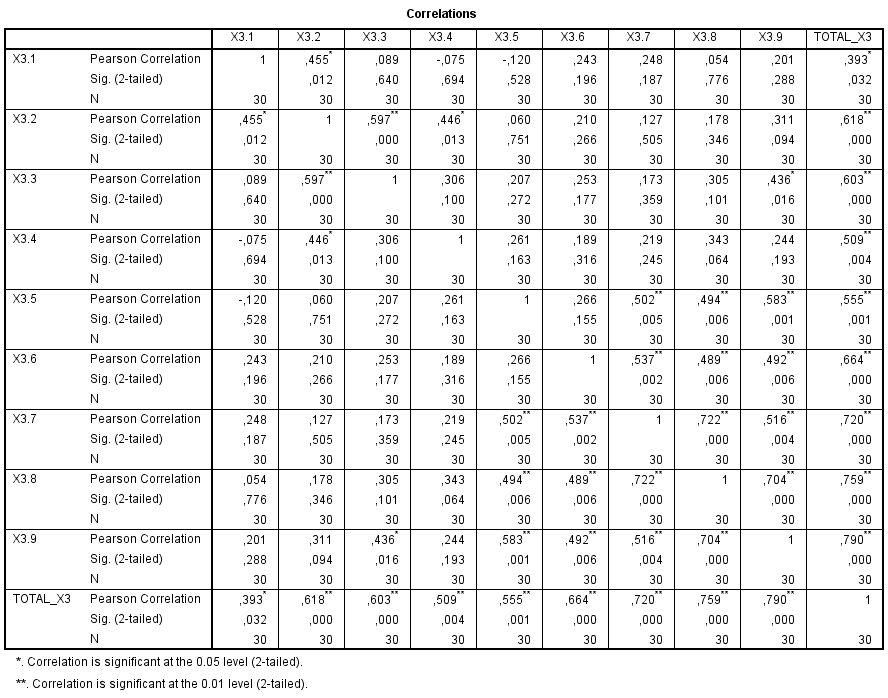 Correlations
X3.1 X3.2 X3.3 X3.4 X3.5 X3.6 X3.7 X3.8 X3.9 TOTAL_X3
X3.1 Pearson Correlation 1 ,455* ,089 -,075 -,120 ,243 ,248 ,054 ,201 ,393*
Sig. (2-tailed) ,012 ,640 ,694 ,528 ,196 ,187 ,776 ,288 ,032
N 30 30 30 30 30 30 30 30 30 30
X3.2 Pearson Correlation ,455* 1 ,597** ,446* ,060 ,210 ,127 ,178 ,311 ,618**
Sig. (2-tailed) ,012 ,000 ,013 ,751 ,266 ,505 ,346 ,094 ,000
N 30 30 30 30 30 30 30 30 30 30
X3.3 Pearson Correlation ,089 ,597** 1 ,306 ,207 ,253 ,173 ,305 ,436* ,603**
Sig. (2-tailed) ,640 ,000 ,100 ,272 ,177 ,359 ,101 ,016 ,000
N 30 30 30 30 30 30 30 30 30 30
X3.4 Pearson Correlation -,075 ,446* ,306 1 ,261 ,189 ,219 ,343 ,244 ,509**
Sig. (2-tailed) ,694 ,013 ,100 ,163 ,316 ,245 ,064 ,193 ,004
N 30 30 30 30 30 30 30 30 30 30
X3.5 Pearson Correlation -,120 ,060 ,207 ,261 1 ,266 ,502** ,494** ,583** ,555**
Sig. (2-tailed) ,528 ,751 ,272 ,163 ,155 ,005 ,006 ,001 ,001
N 30 30 30 30 30 30 30 30 30 30
X3.6 Pearson Correlation ,243 ,210 ,253 ,189 ,266 1 ,537** ,489** ,492** ,664**
Sig. (2-tailed) ,196 ,266 ,177 ,316 ,155 ,002 ,006 ,006 ,000
N 30 30 30 30 30 30 30 30 30 30
X3.7 Pearson Correlation ,248 ,127 ,173 ,219 ,502** ,537** 1 ,722** ,516** ,720**
Sig. (2-tailed) ,187 ,505 ,359 ,245 ,005 ,002 ,000 ,004 ,000
N 30 30 30 30 30 30 30 30 30 30
X3.8 Pearson Correlation ,054 ,178 ,305 ,343 ,494** ,489** ,722** 1 ,704** ,759**
Sig. (2-tailed) ,776 ,346 ,101 ,064 ,006 ,006 ,000 ,000 ,000
N 30 30 30 30 30 30 30 30 30 30
X3.9 Pearson Correlation ,201 ,311 ,436* ,244 ,583** ,492** ,516** ,704** 1 ,790**
Sig. (2-tailed) ,288 ,094 ,016 ,193 ,001 ,006 ,004 ,000 ,000
N 30 30 30 30 30 30 30 30 30 30
TOTAL_X3 Pearson Correlation ,393* ,618** ,603** ,509** ,555** ,664** ,720** ,759** ,790** 1
Sig. (2-tailed) ,032 ,000 ,000 ,004 ,001 ,000 ,000 ,000 ,000
N 30 30 30 30 30 30 30 30 30 30
*. Correlation is significant at the 0.05 level (2-tailed).
**. Correlation is significant at the 0.01 level (2-tailed).